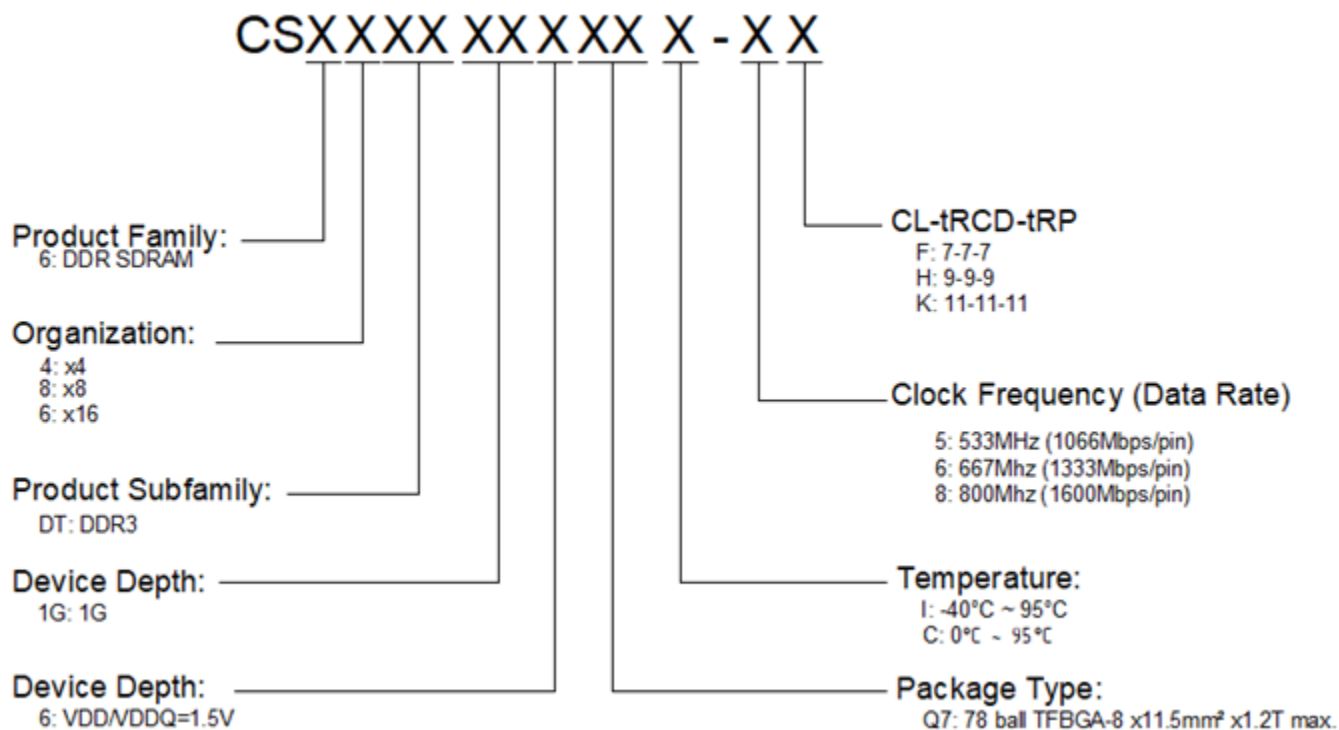 CSXXXX XXXXX X - X X
Product Family:
6: DDR SDRAM
Organization:
4: x4
8: x8
6: x16
Product Subfamily:
DT: DDR3
Device Depth:
1G: 1G
Device Depth:
6: VDD/VDDQ=1.5V
CL-tRCD-tRP
F: 7-7-7
H: 9-9-9
K: 11-11-11
Clock Frequency (Data Rate)
5: 533MHz (1066Mbps/pin)
6: 667Mhz (1333Mbps/pin)
8: 800Mhz (1600Mbps/pin)
Temperature:
I: -40°C ~ 95°C
C: 0°C ~ 95°C
Package Type:
Q7: 78 ball TFBGA-8 x11.5mm² x1.2T max.